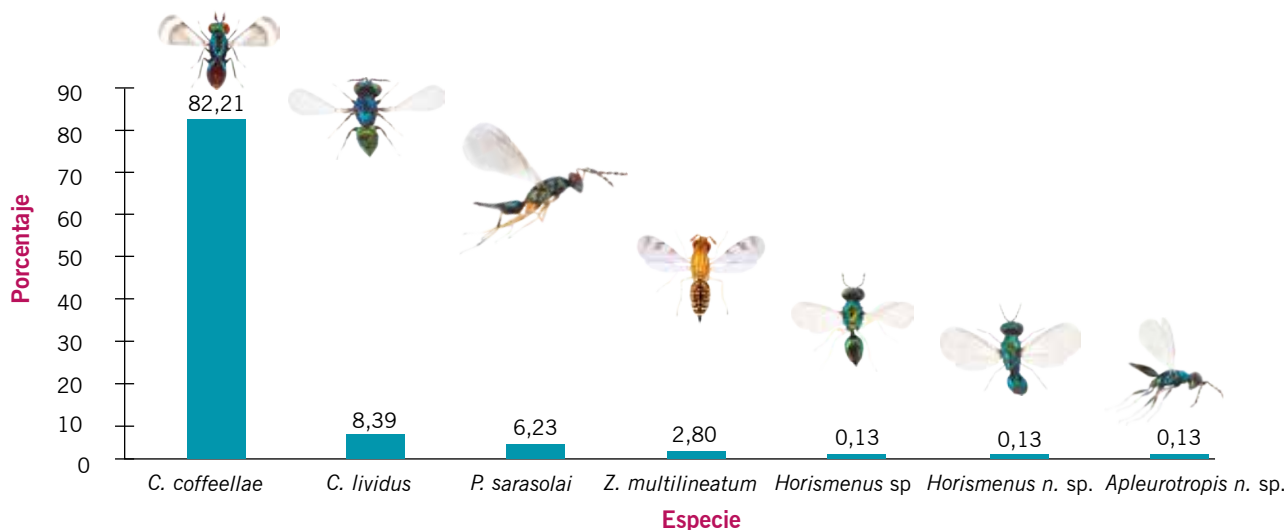 Porcentaje
90
80
70
60
50
40
30
20
10
0
82,21
8,39
6,23
2,80
0,13
0,13
0,13
C. coffeellae
C. lividus
P. sarasolai
Z. multilineatum
Horismenus sp
Horismenus n. sp.
Apleurotropis n. sp.
Especie